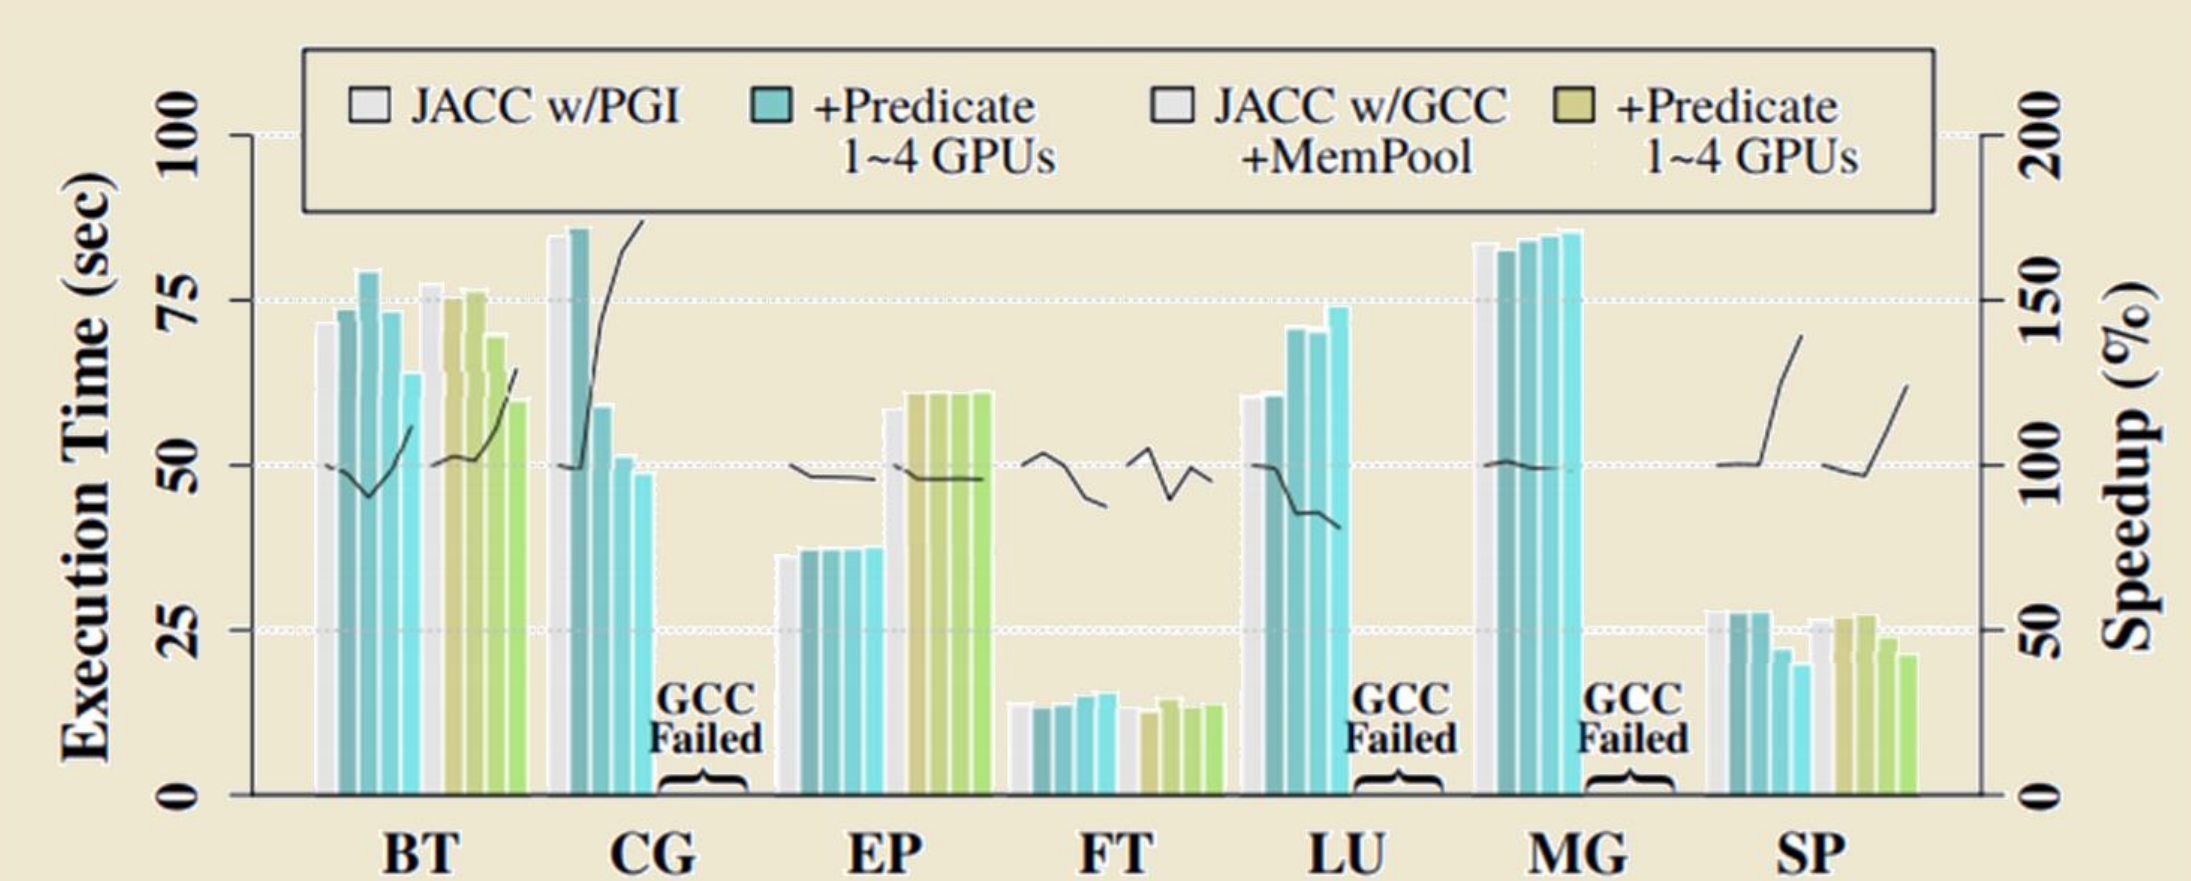 JACC w/PGI
+Predicate
1~4 GPUs
JACC w/GCC
+MemPool
+Predicate
1~4 GPUs
Execution Time (sec)
100
75
50
25
0
Speedup (%)
200
150
100
50
0
GCC
Failed
GCC
Failed
GCC
Failed
BT CG EP FT LU MG SP